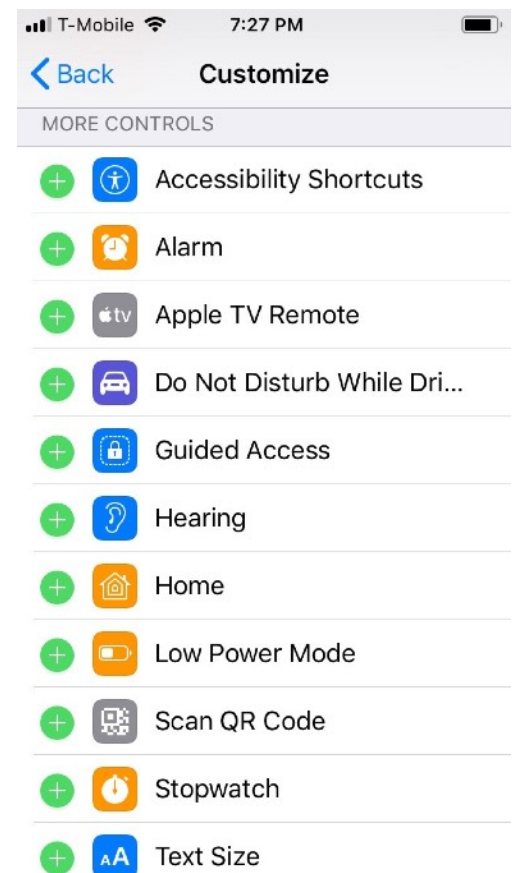 T-Mobile 7:27 PM
Back Customize
MORE CONTROLS
Accessibility Shortcuts
Alarm
tv Apple TV Remote
Do Not Disturb While Dri...
Guided Access
Hearing
Home
Low Power Mode
Scan QR Code
Stopwatch
AA Text Size